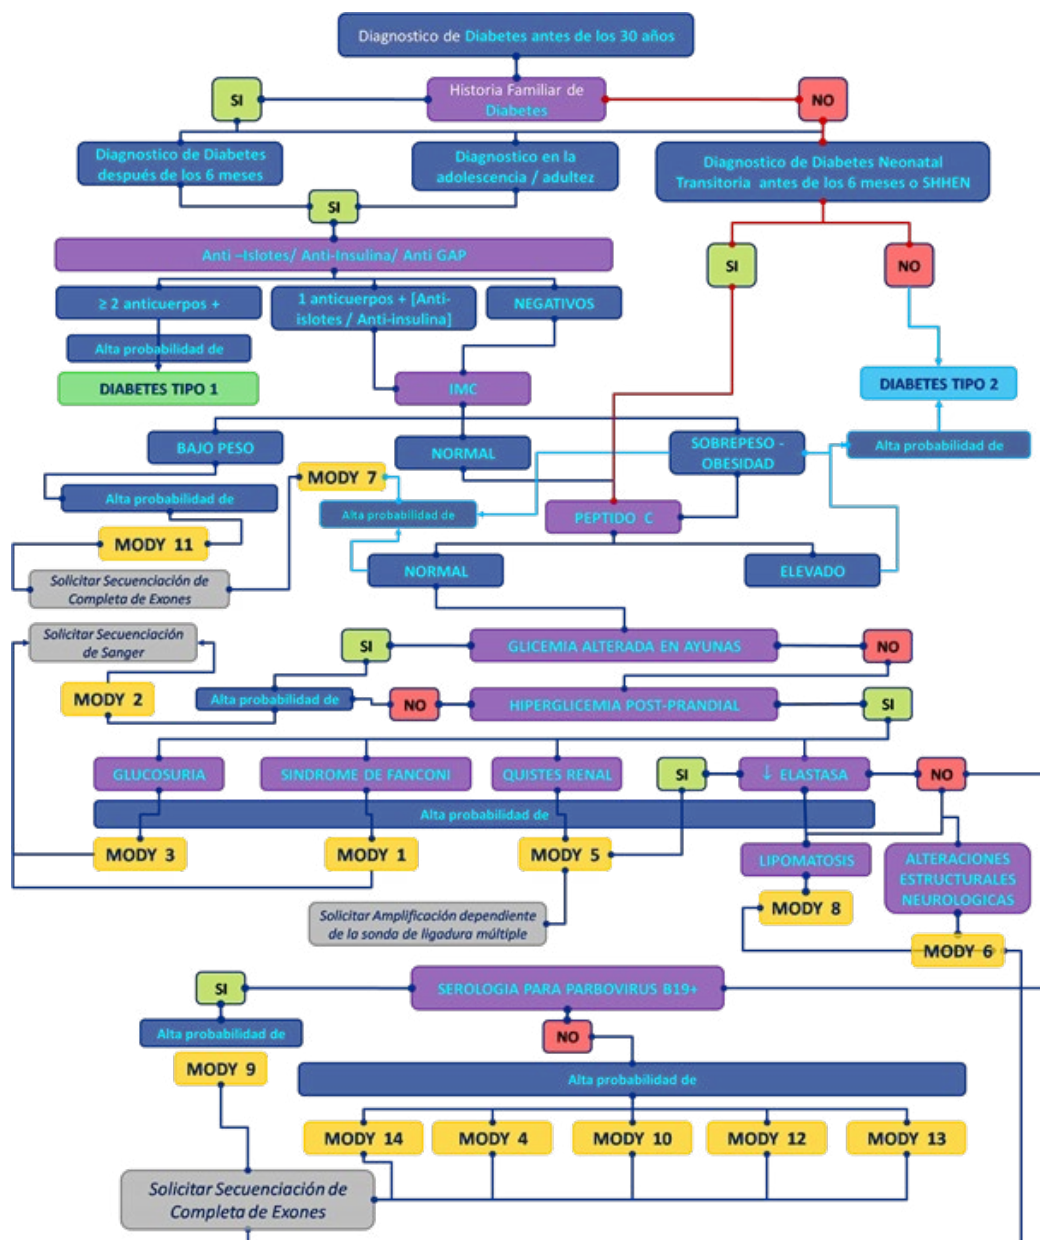 Diagnostico de Diabetes antes de los 30 años
SI
Historia Familiar de
Diabetes
NO
Diagnostico de Diabetes
después de los 6 meses
Diagnostico en la
adolescencia / adultez
Diagnostico de Diabetes Neonatal
Transitoria antes de los 6 meses o SHHEN
SI
Anti –Islotes/ Anti-Insulina/ Anti GAP
SI
NO
≥ 2 anticuerpos +
1 anticuerpos + [Anti-
islotes / Anti-insulina]
NEGATIVOS
Alta probabilidad de
DIABETES TIPO 1
IMC
DIABETES TIPO 2
BAJO PESO
NORMAL
SOBREPESO -
OBESIDAD
Alta probabilidad de
MODY 7
Alta probabilidad de
Alta probabilidad de
PEPTIDO C
MODY 11
Solicitar Secuenciación de
Completa de Exones
NORMAL
ELEVADO
Solicitar Secuenciación
de Sanger
SI
GLICEMIA ALTERADA EN AYUNAS
NO
MODY 2
Alta probabilidad de
NO
HIPERGLICEMIA POST-PRANDIAL
SI
GLUCOSURIA
SINDROME DE FANCONI
QUISTES RENAL
SI
↓ ELASTASA
NO
Alta probabilidad de
MODY 3
MODY 1
MODY 5
LIPOMATOSIS
ALTERACIONES
ESTRUCTURALES
NEUROLOGICAS
MODY 8
Solicitar Amplificación dependiente
de la sonda de ligadura múltiple
MODY 6
SI
SEROLOGIA PARA PARBOVIRUS B19+
Alta probabilidad de
NO
MODY 9
Alta probabilidad de
MODY 14
MODY 4
MODY 10
MODY 12
MODY 13
Solicitar Secuenciación de
Completa de Exones